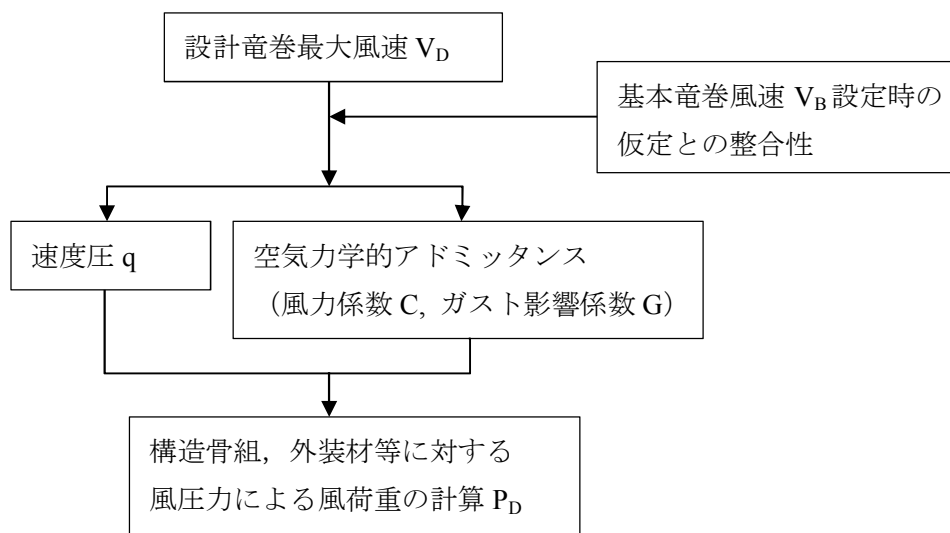 設計竜巻最大風速 V_D
基本竜巻風速 V_B 設定時の
仮定との整合性
速度圧 q
空気力学的アドミッタンス
（風力係数 C, ガスト影響係数 G）
構造骨組，外装材等に対する
風圧力による風荷重の計算 P_D